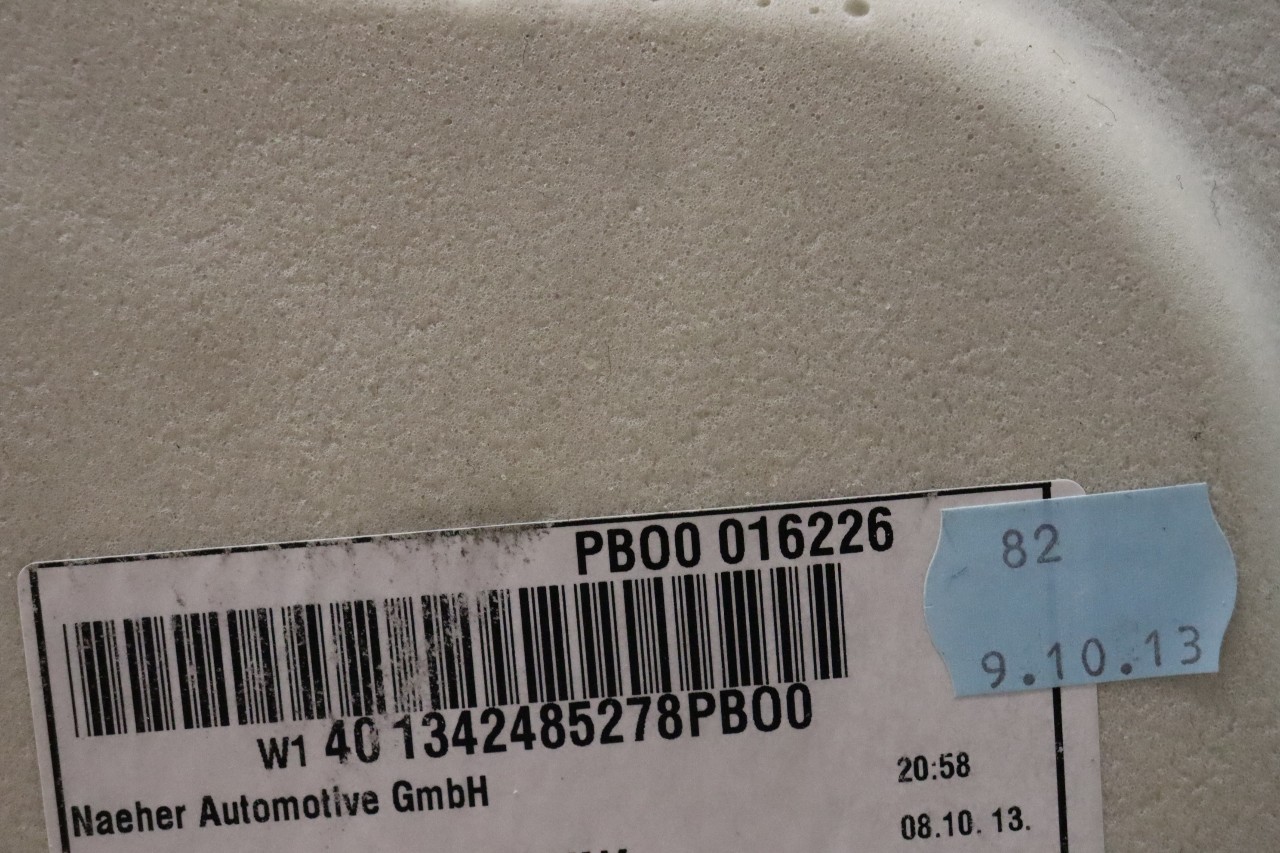 PBO0 016226
82
9.10.13
W1 40 1342485278PBO0
20:58
Naeher Automotive GmbH
08.10. 13.